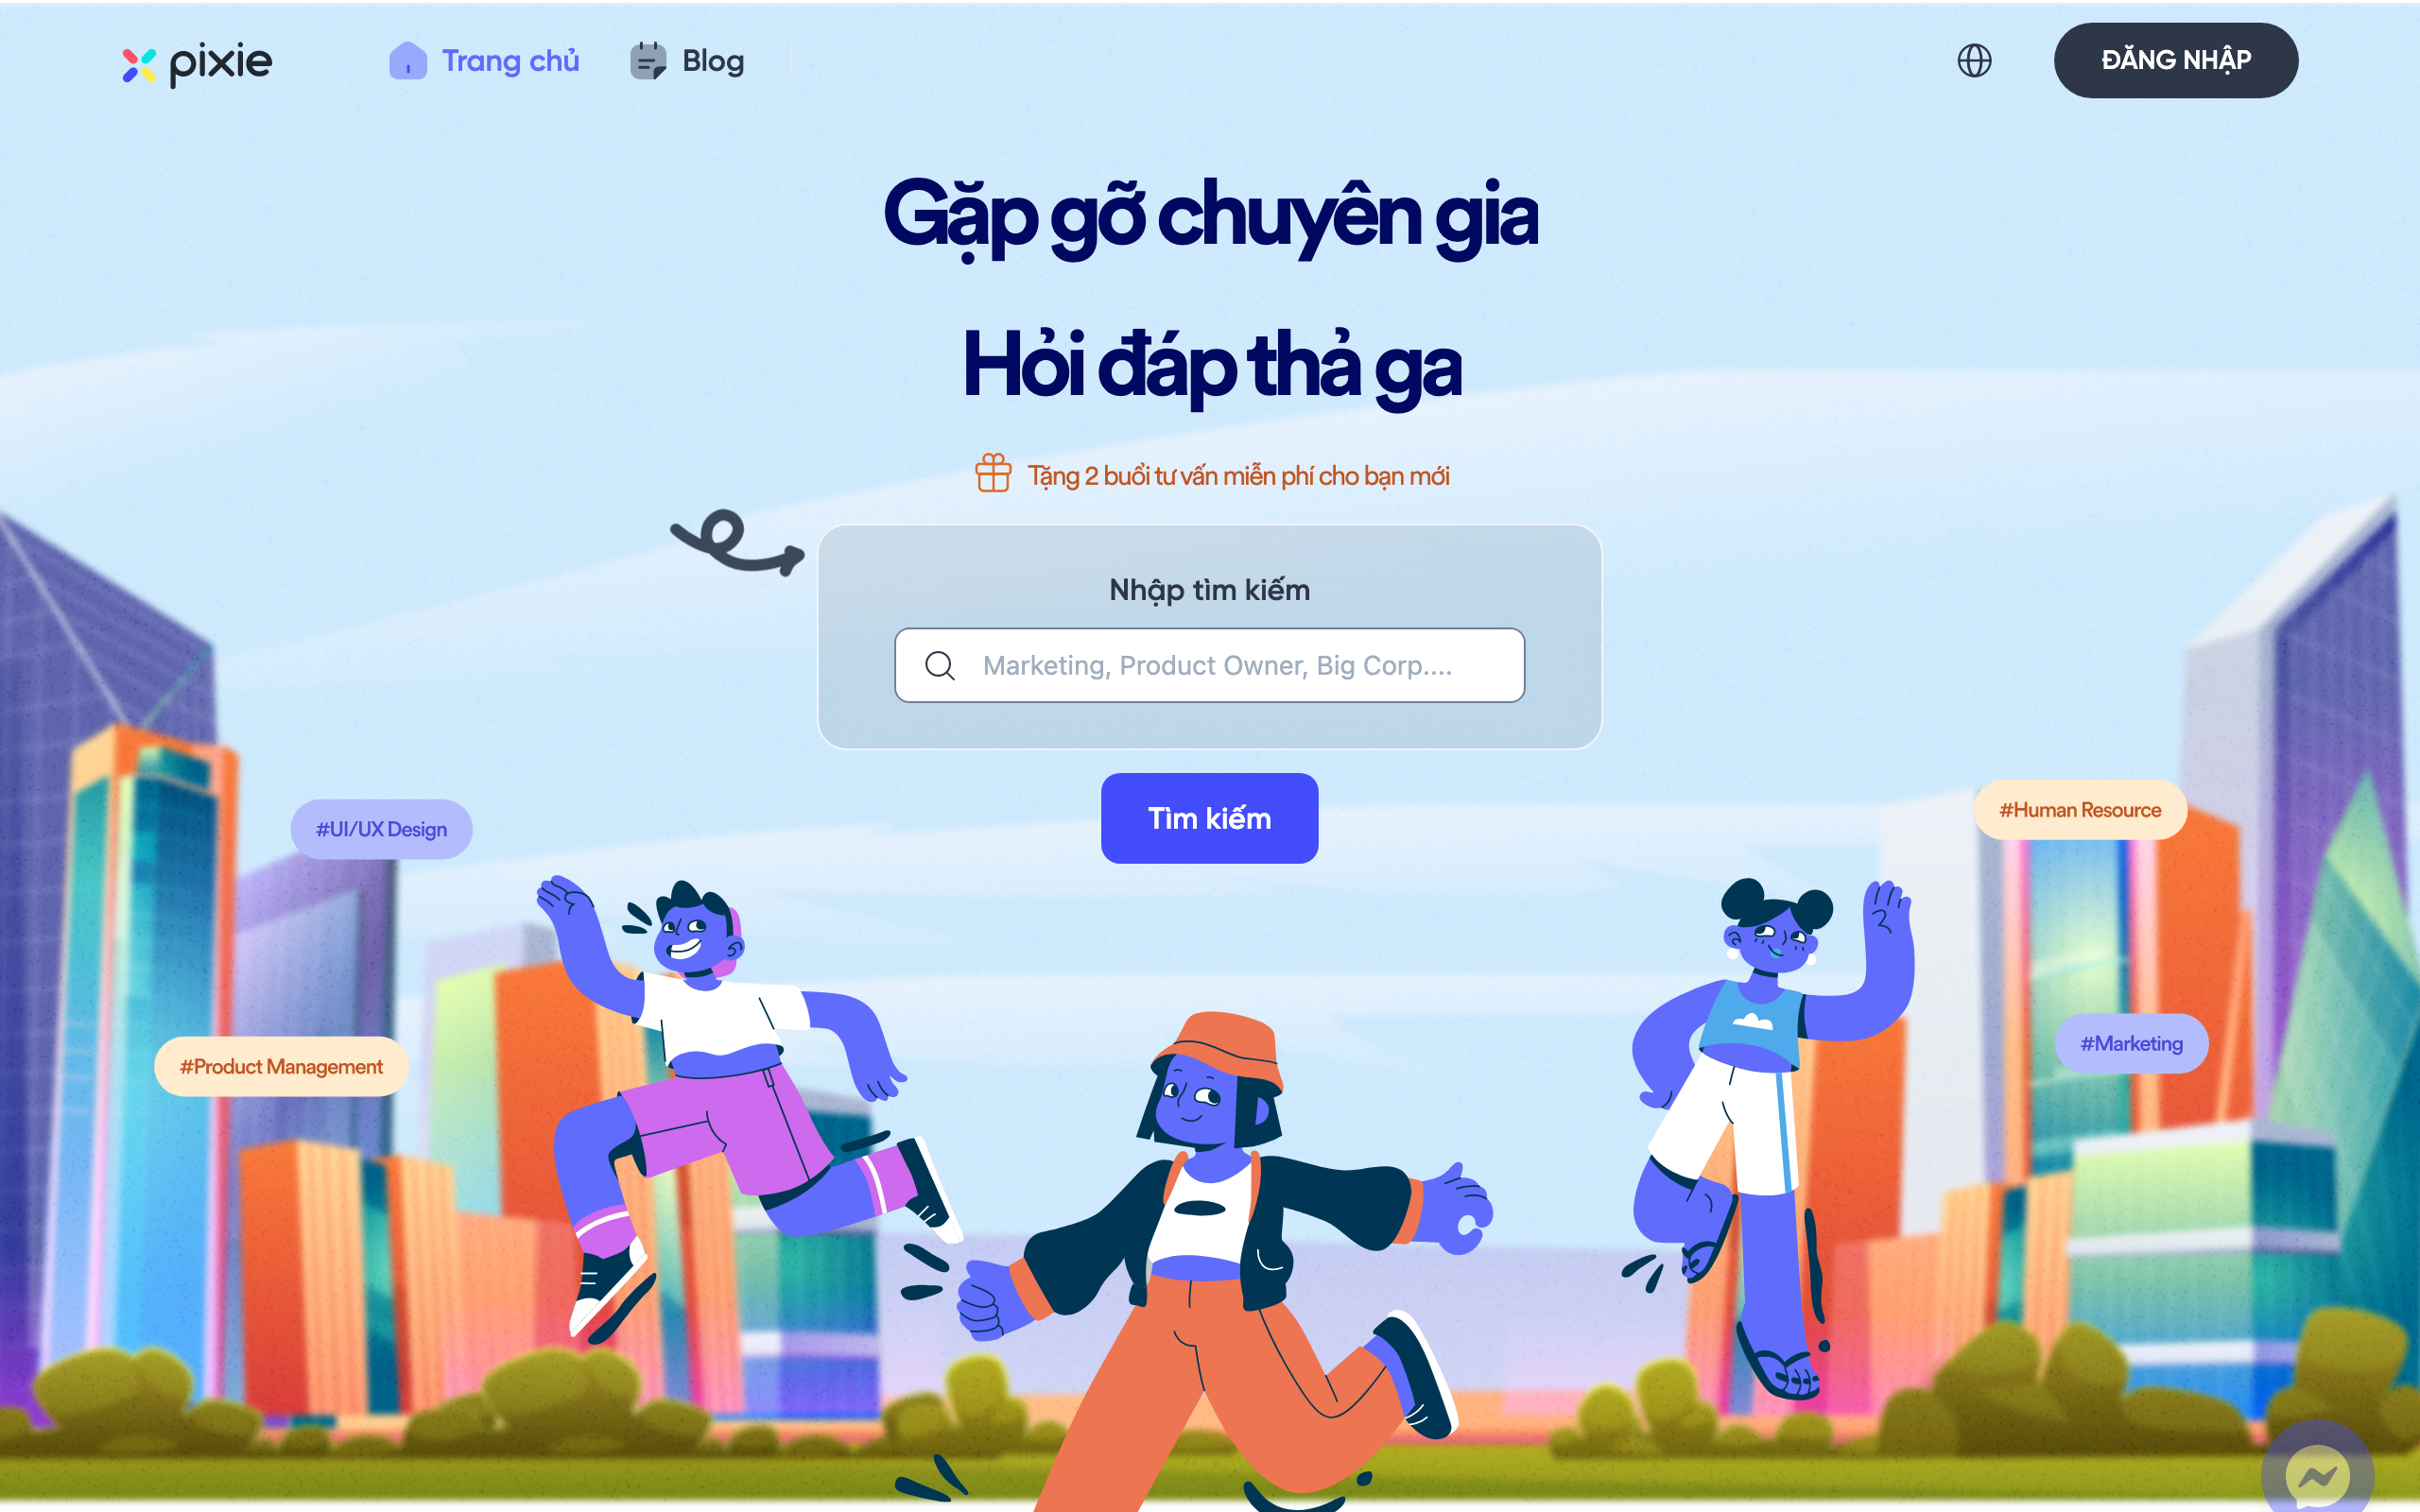 pixie
Trang chủ
Blog
ĐĂNG NHẬP
Gặp gỡ chuyên gia
Hỏi đáp thả ga
Tặng 2 buổi tư vấn miễn phí cho bạn mới
Nhập tìm kiếm
Marketing, Product Owner, Big Corp....
Tìm kiếm
#UI/UX Design
#Human Resource
#Product Management
#Marketing